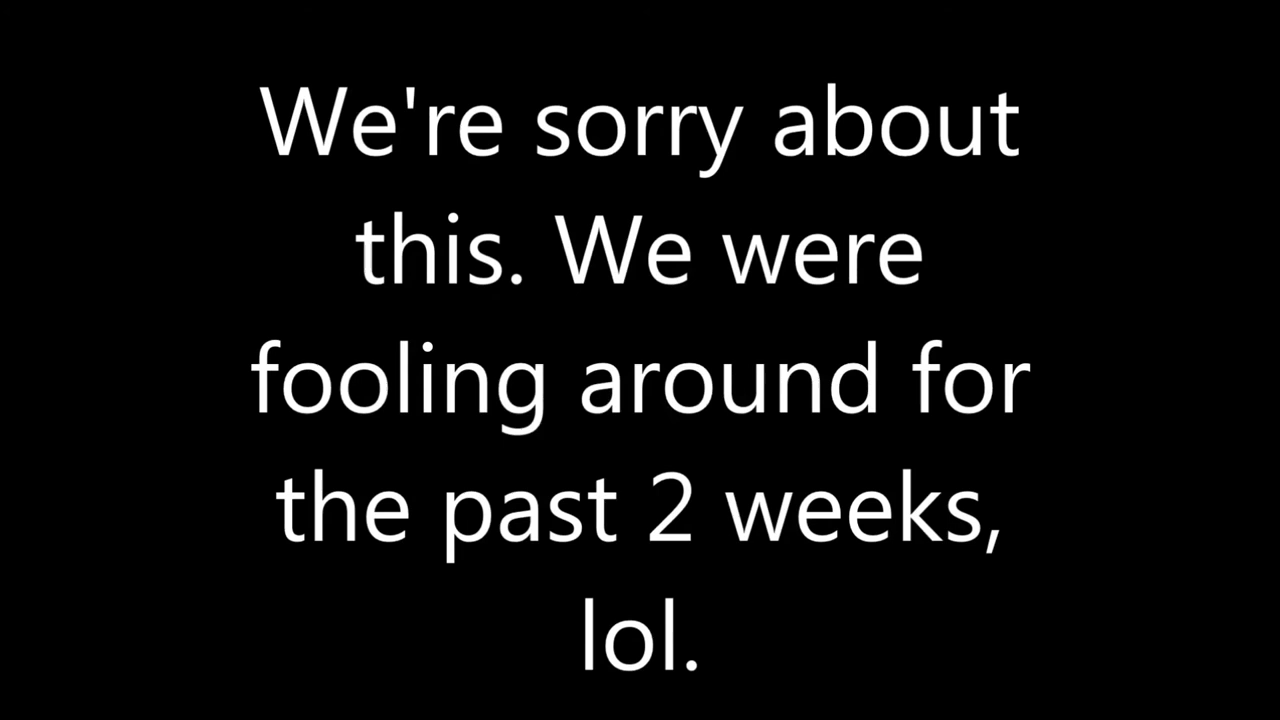 We're sorry about
this. We were
fooling around for
the past 2 weeks,
lol.